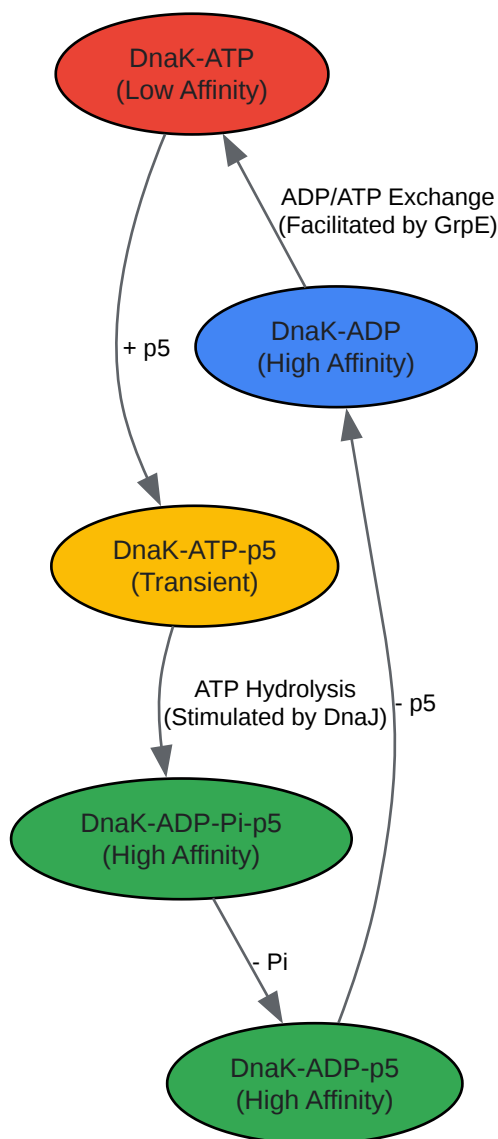 DnaK-ATP
(Low Affinity)
ADP/ATP Exchange
(Facilitated by GrpE)
DnaK-ADP
(High Affinity)
+ p5
DnaK-ATP-p5
(Transient)
ATP Hydrolysis
(Stimulated by DnaJ)
- p5
DnaK-ADP-Pi-p5
(High Affinity)
- Pi
DnaK-ADP-p5
(High Affinity)